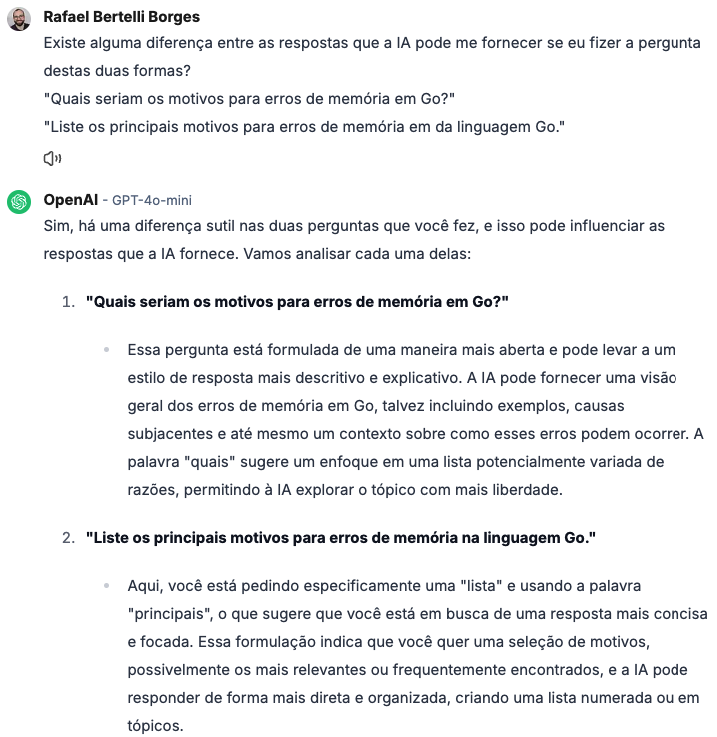 Rafael Bertelli Borges
Existe alguma diferença entre as respostas que a IA pode me fornecer se eu fizer a pergunta
destas duas formas?
"Quais seriam os motivos para erros de memória em Go?"
"Liste os principais motivos para erros de memória em da linguagem Go."
OpenAI - GPT-4o-mini
Sim, há uma diferença sutil nas duas perguntas que você fez, e isso pode influenciar as
respostas que a IA fornece. Vamos analisar cada uma delas:
1. "Quais seriam os motivos para erros de memória em Go?"
• Essa pergunta está formulada de uma maneira mais aberta e pode levar a um
estilo de resposta mais descritivo e explicativo. A IA pode fornecer uma visão
geral dos erros de memória em Go, talvez incluindo exemplos, causas
subjacentes e até mesmo um contexto sobre como esses erros podem ocorrer. A
palavra "quais" sugere um enfoque em uma lista potencialmente variada de
razões, permitindo à IA explorar o tópico com mais liberdade.
2. "Liste os principais motivos para erros de memória na linguagem Go."
• Aqui, você está pedindo especificamente uma "lista" e usando a palavra
"principais", o que sugere que você está em busca de uma resposta mais concisa
e focada. Essa formulação indica que você quer uma seleção de motivos,
possivelmente os mais relevantes ou frequentemente encontrados, e a IA pode
responder de forma mais direta e organizada, criando uma lista numerada ou em
tópicos.